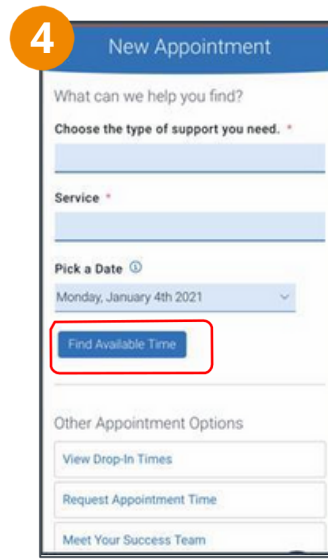 4
New Appointment
What can we help you find?
Choose the type of support you need. *
Service *
Pick a Date ⓘ
Monday, January 4th 2021
Find Available Time
Other Appointment Options
View Drop-In Times
Request Appointment Time
Meet Your Success Team